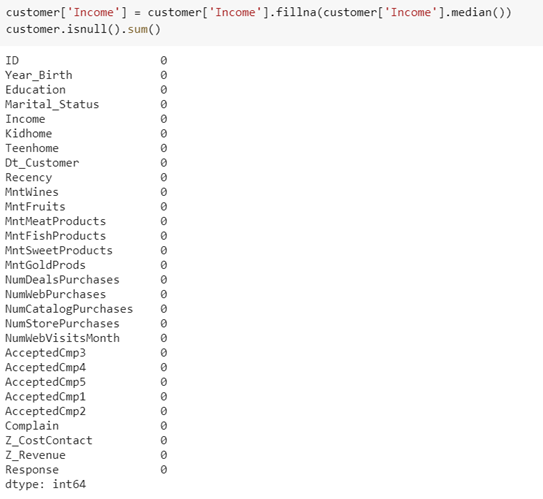 customer['Income'] = customer['Income'].fillna(customer['Income'].median())
customer.isnull().sum()
ID 0
Year_Birth 0
Education 0
Marital_Status 0
Income 0
Kidhome 0
Teenhome 0
Dt_Customer 0
Recency 0
MntWines 0
MntFruits 0
MntMeatProducts 0
MntFishProducts 0
MntSweetProducts 0
MntGoldProds 0
NumDealsPurchases 0
NumWebPurchases 0
NumCatalogPurchases 0
NumStorePurchases 0
NumWebVisitsMonth 0
AcceptedCmp3 0
AcceptedCmp4 0
AcceptedCmp5 0
AcceptedCmp1 0
AcceptedCmp2 0
Complain 0
Z_CostContact 0
Z_Revenue 0
Response 0
dtype: int64